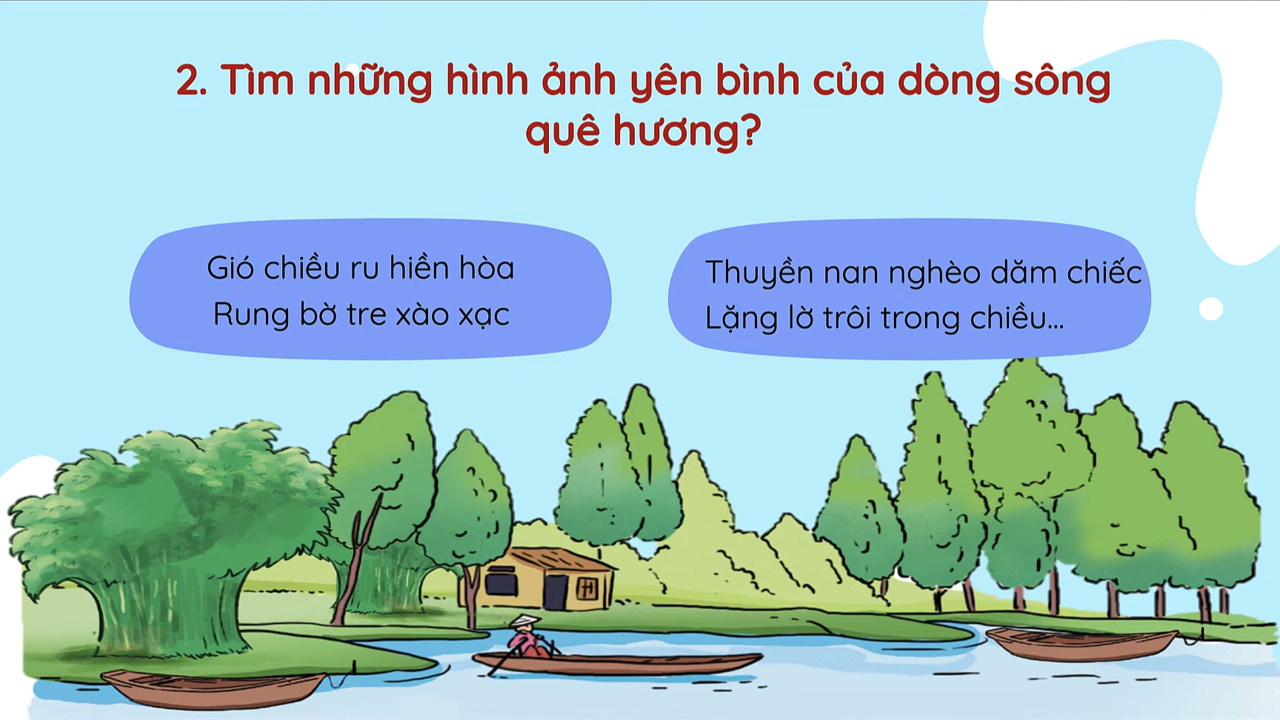 2. Tìm những hình ảnh yên bình của dòng sông
quê hương?
Gió chiều ru hiền hòa
Rung bờ tre xào xạc
Thuyền nan nghèo dăm chiếc
Lặng lờ trôi trong chiều...